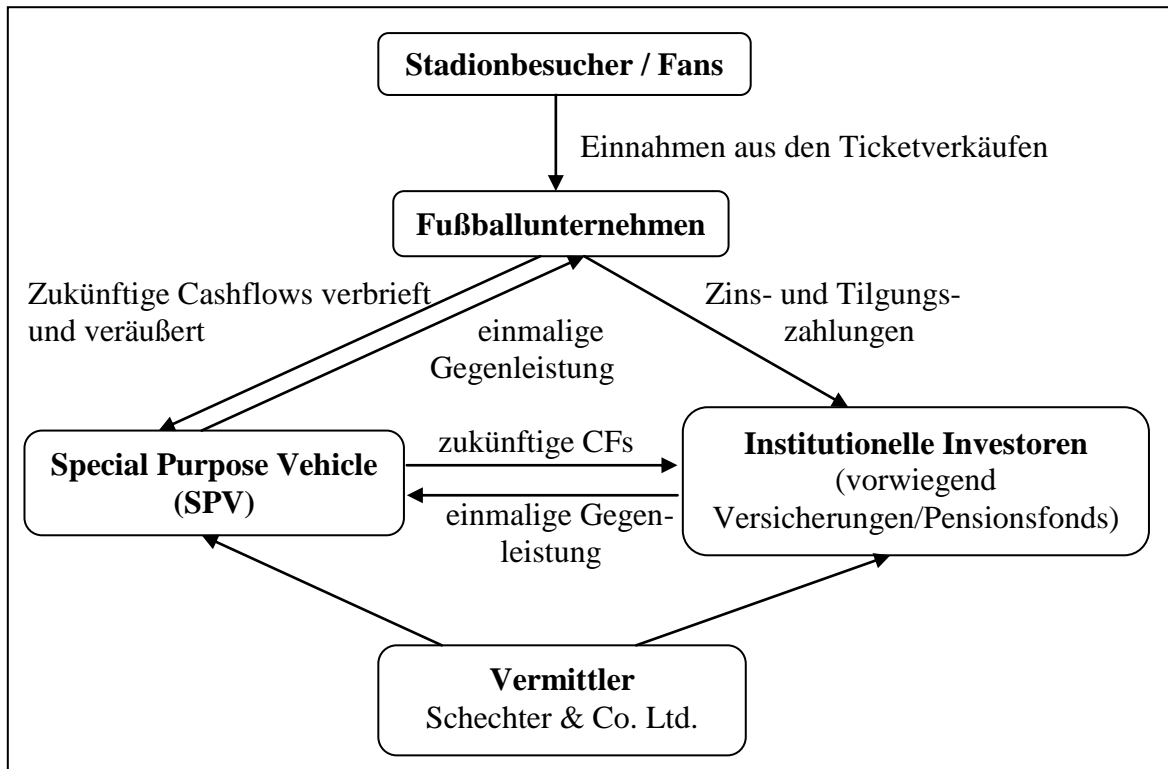 Stadionbesucher / Fans
Einnahmen aus den Ticketverkäufen
Fußballunternehmen
Zukünftige Cashflows verbrieft
und veräußert
einmalige
Gegenleistung
Zins- und Tilgungs-
zahlungen
Special Purpose Vehicle
(SPV)
zukünftige CFs
einmalige Gegen-
leistung
Institutionelle Investoren
(vorwiegend
Versicherungen/Pensionsfonds)
Vermittler
Schechter & Co. Ltd.